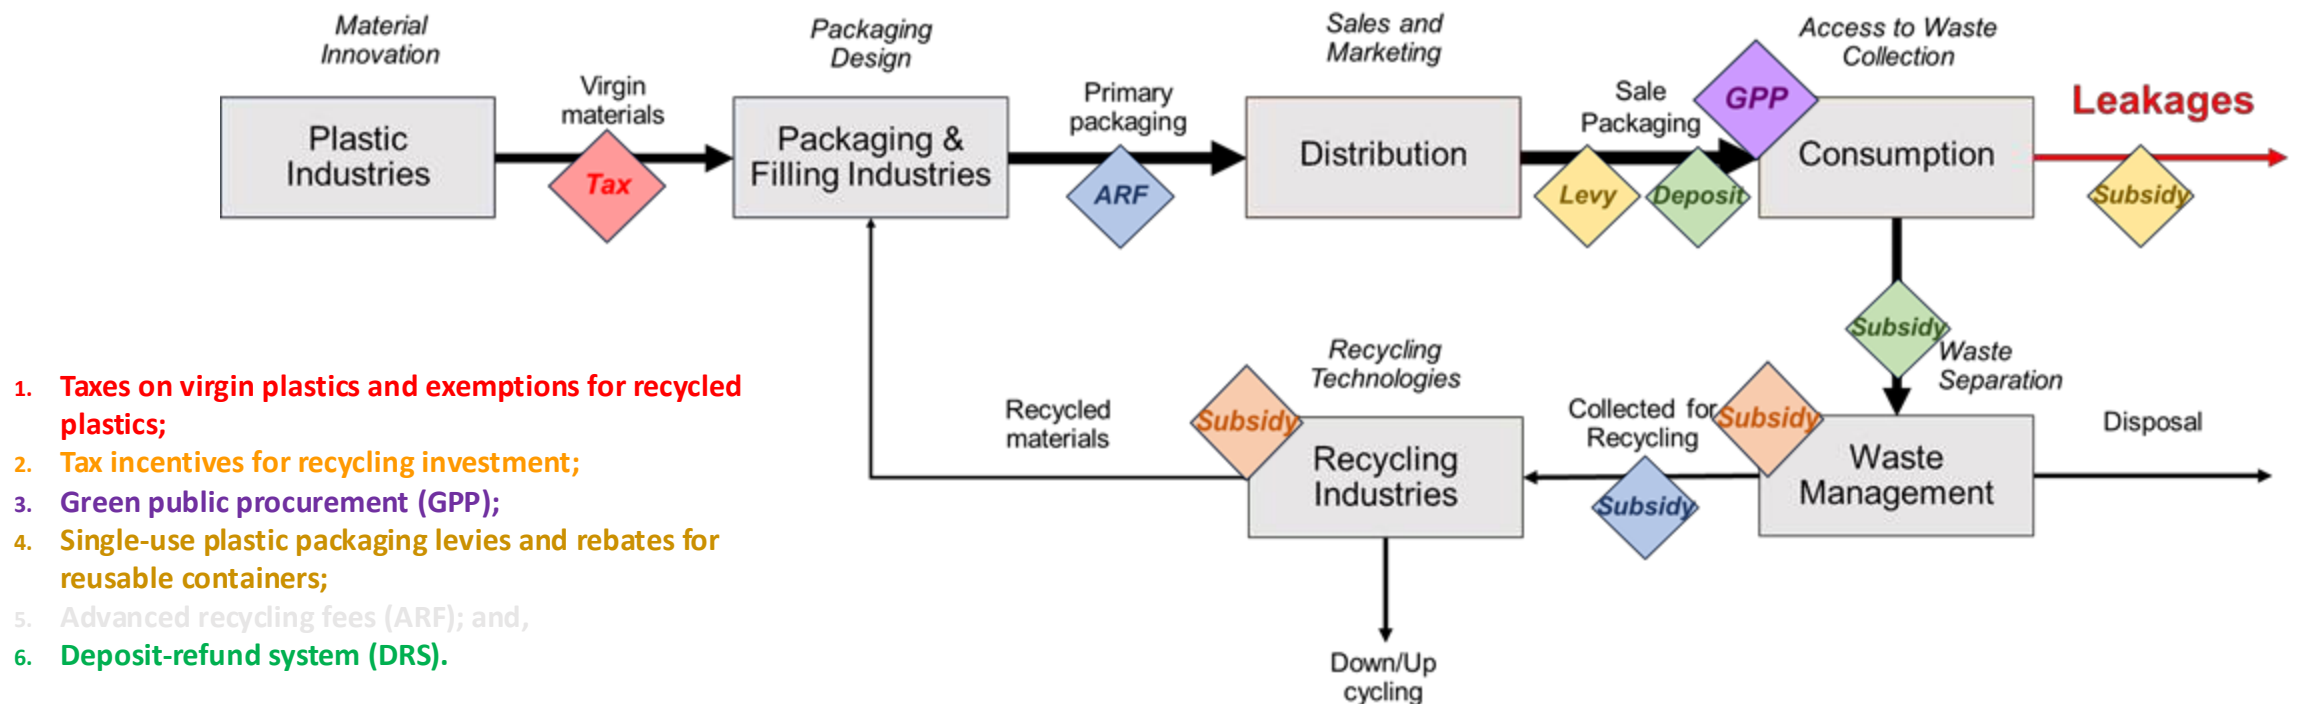 Material
Innovation
Packaging
Design
Sales and
Marketing
Access to Waste
Collection
Plastic
Industries
Virgin
materials
Tax
Packaging &
Filling Industries
Primary
packaging
ARF
Distribution
Sale
Packaging
Levy
Deposit
GPP
Consumption
Leakages
Subsidy
Subsidy
Waste
Separation
Recycling
Technologies
Recycled
materials
Subsidy
Recycling
Industries
Collected for
Recycling
Subsidy
Subsidy
Waste
Management
Disposal
Down/Up
cycling
1. Taxes on virgin plastics and exemptions for recycled
plastics;
2. Tax incentives for recycling investment;
3. Green public procurement (GPP);
4. Single-use plastic packaging levies and rebates for
reusable containers;
5. Advanced recycling fees (ARF); and,
6. Deposit-refund system (DRS).